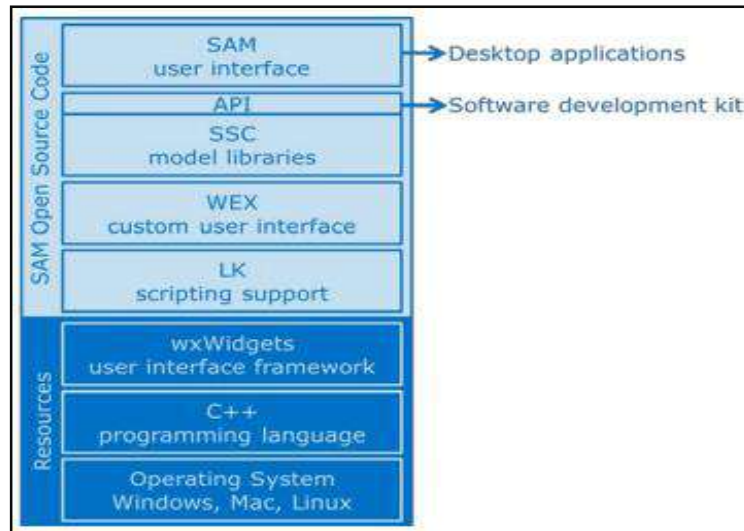 SAM Open Source Code
SAM
user interface
Desktop applications
API
Software development kit
SSC
model libraries
WEX
custom user interface
LK
scripting support
Resources
wxWidgets
user interface framework
C++
programming language
Operating System
Windows, Mac, Linux